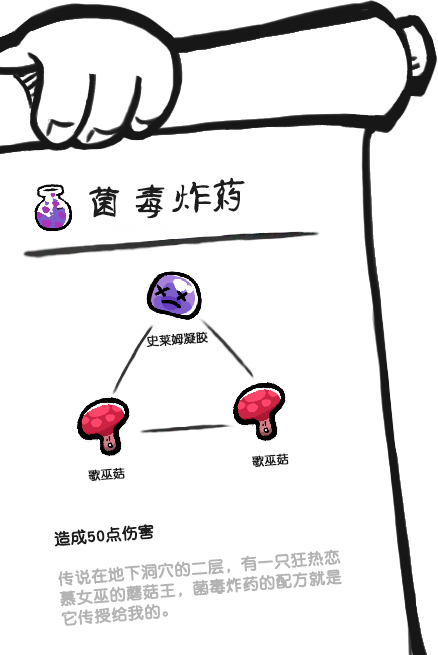 菌毒炸药
史莱姆凝胶
歌巫菇
歌巫菇
造成50点伤害
传说在地下洞穴的二层，有一只狂热恋
慕女巫的蘑菇王，菌毒炸药的配方就是
它传授给我的。